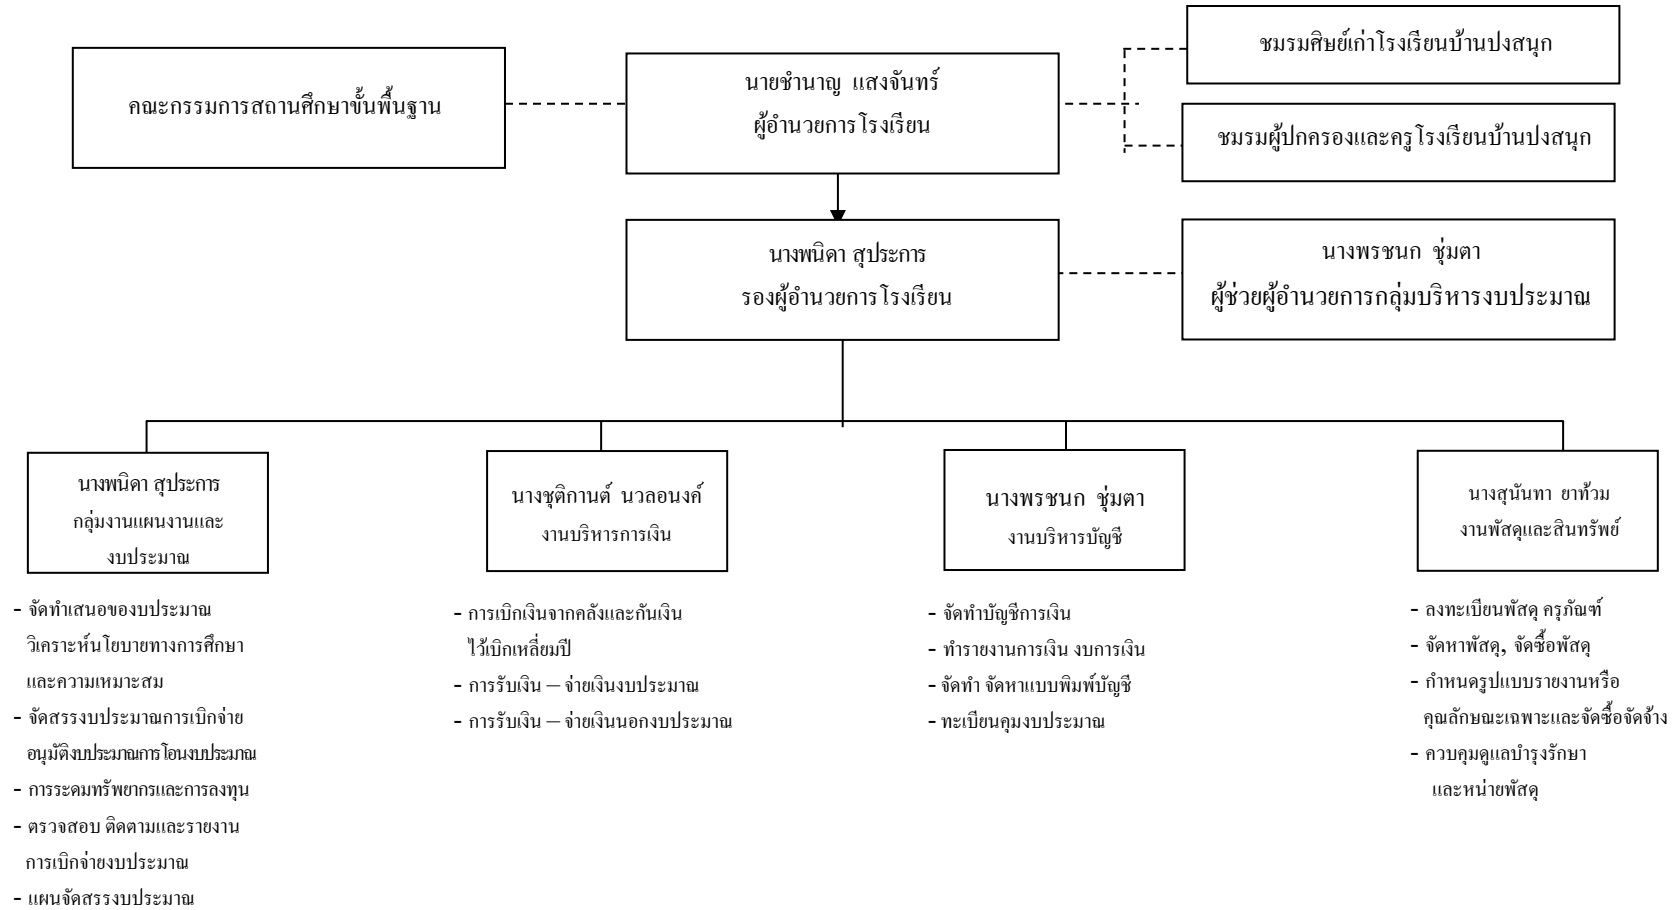 ชมรมศิษย์เก่าโรงเรียนบ้านปงสนุก
คณะกรรมการสถานศึกษาขั้นพื้นฐาน
นายชำนาญ แสงจันทร์
ผู้อำนวยการโรงเรียน
ชมรมผู้ปกครองและครูโรงเรียนบ้านปงสนุก
นางพนิดา สุประการ
รองผู้อำนวยการโรงเรียน
นางพรชนก ชุ่มตา
ผู้ช่วยผู้อำนวยการกลุ่มบริหารงบประมาณ
นางพนิดา สุประการ
กลุ่มงานแผนงานและ
งบประมาณ
- จัดทำเสนอของบประมาณ
วิเคราะห์นโยบายทางการศึกษา
และความเหมาะสม
- จัดสรรงบประมาณการเบิกจ่าย
อนุมัติงบประมาณการโอนงบประมาณ
- การระดมทรัพยากรและการลงทุน
- ตรวจสอบ ติดตามและรายงาน
การเบิกจ่ายงบประมาณ
- แผนจัดสรรงบประมาณ
นางชุติกานต์ นวลอนงค์
งานบริหารการเงิน
- การเบิกเงินจากคลังและกันเงิน
ไว้เบิกเหลี่ยมปี
- การรับเงิน – จ่ายเงินงบประมาณ
- การรับเงิน – จ่ายเงินนอกงบประมาณ
นางพรชนก ชุ่มตา
งานบริหารบัญชี
- จัดทำบัญชีการเงิน
- ทำรายงานการเงิน งบการเงิน
- จัดทำ จัดหาแบบพิมพ์บัญชี
- ทะเบียนคุมงบประมาณ
นางสุนันทา ยาท้วม
งานพัสดุและสินทรัพย์
- ลงทะเบียนพัสดุ ครุภัณฑ์
- จัดหาพัสดุ, จัดซื้อพัสดุ
- กำหนดรูปแบบรายงานหรือ
คุณลักษณะเฉพาะและจัดซื้อจัดจ้าง
- ควบคุมดูแลบำรุงรักษา
และหน่ายพัสดุ